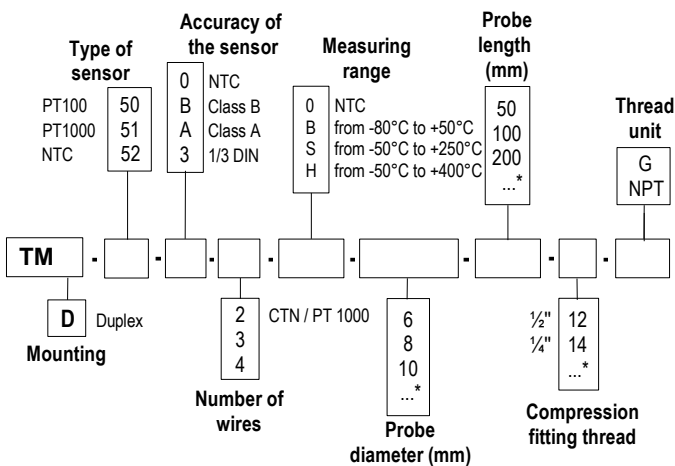 Type of
sensor
PT100 50
PT1000 51
NTC 52
Accuracy of
the sensor
0 NTC
B Class B
A Class A
3 1/3 DIN
Measuring
range
0 NTC
B from -80°C to +50°C
S from -50°C to +250°C
H from -50°C to +400°C
Probe
length
(mm)
50
100
200
...*
Thread
unit
G
NPT
TM - - - - - - -
D Duplex
Mounting
2 CTN / PT 1000
3
4
Number of
wires
6
8
10
...*
Probe
diameter (mm)
½" 12
¼" 14
...*
Compression
fitting thread